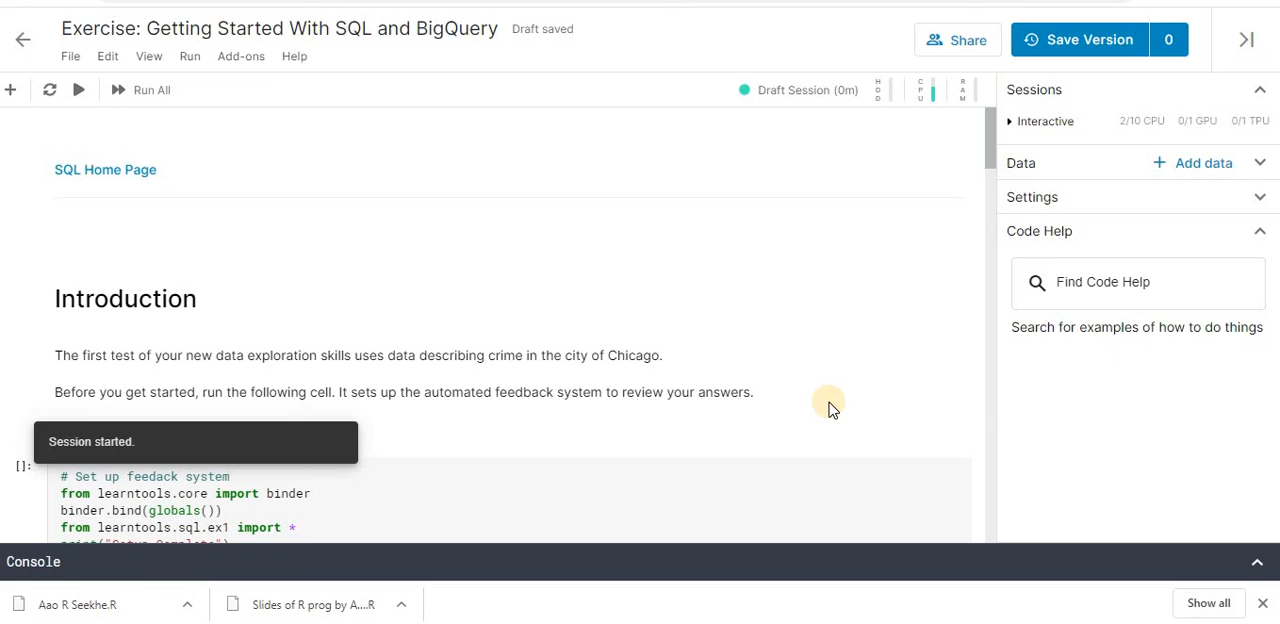 Exercise: Getting Started With SQL and BigQuery
Draft saved
Share
Save Version
0
File
Edit
View
Run
Add-ons
Help
Run All
Draft Session (0m)
HDD
CPU
RAM
Sessions
Interactive
2/10 CPU
0/1 GPU
0/1 TPU
Data
+ Add data
Settings
Code Help
Find Code Help
Search for examples of how to do things
SQL Home Page
Introduction
The first test of your new data exploration skills uses data describing crime in the city of Chicago.
Before you get started, run the following cell. It sets up the automated feedback system to review your answers.
Session started.
[]:
# Set up feedack system
from learntools.core import binder
binder.bind(globals())
from learntools.sql.ex1 import *
print("Setup Complete")
Console
Aao R Seekhe.R
Slides of R prog by A....R
Show all